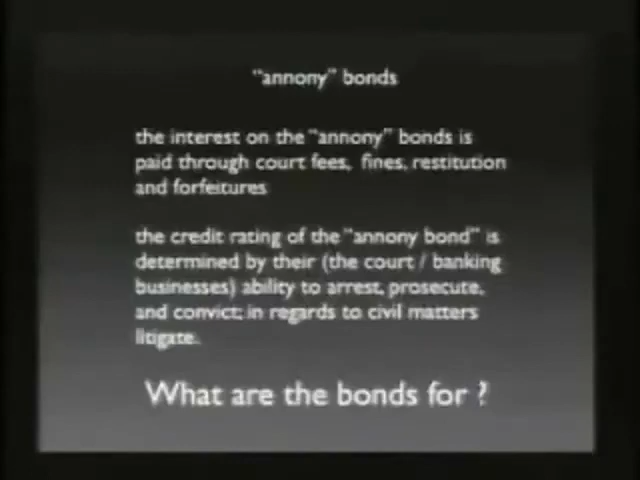 "annony" bonds
the interest on the "annony" bonds is
paid through court fees, fines, restitution
and forfeitures
the credit rating of the "annony bond" is
determined by their (the court / banking
businesses) ability to arrest, prosecute,
and convict; in regards to civil matters
litigate.
What are the bonds for ?